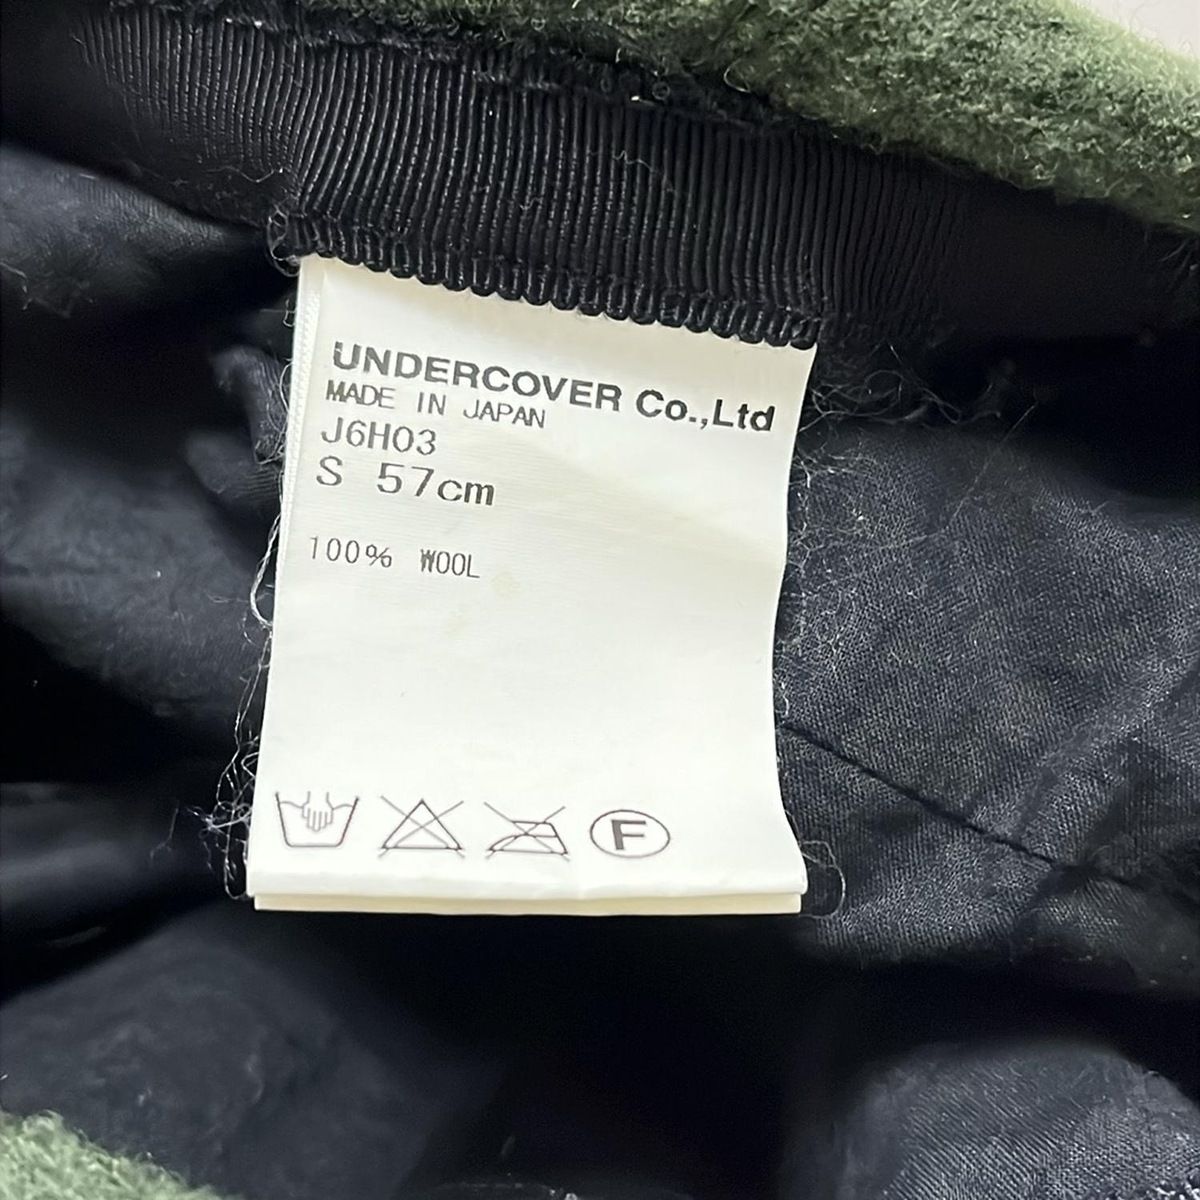 UNDERCOVER Co.,Ltd
MADE IN JAPAN
J6H03
S 57cm
100% WOOL
F